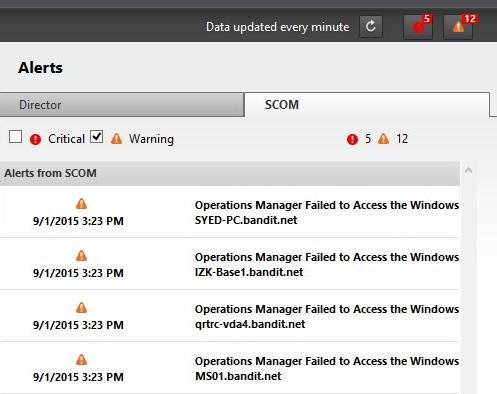 Data updated every minute 5 12
Alerts
Director SCOM
Critical Warning 5 12
Alerts from SCOM
Operations Manager Failed to Access the Windows
9/1/2015 3:23 PM SYED-PC.bandit.net
Operations Manager Failed to Access the Windows
9/1/2015 3:23 PM IZK-Base1.bandit.net
Operations Manager Failed to Access the Windows
9/1/2015 3:23 PM qrtrc-vda4.bandit.net
Operations Manager Failed to Access the Windows
9/1/2015 3:23 PM MS01.bandit.net